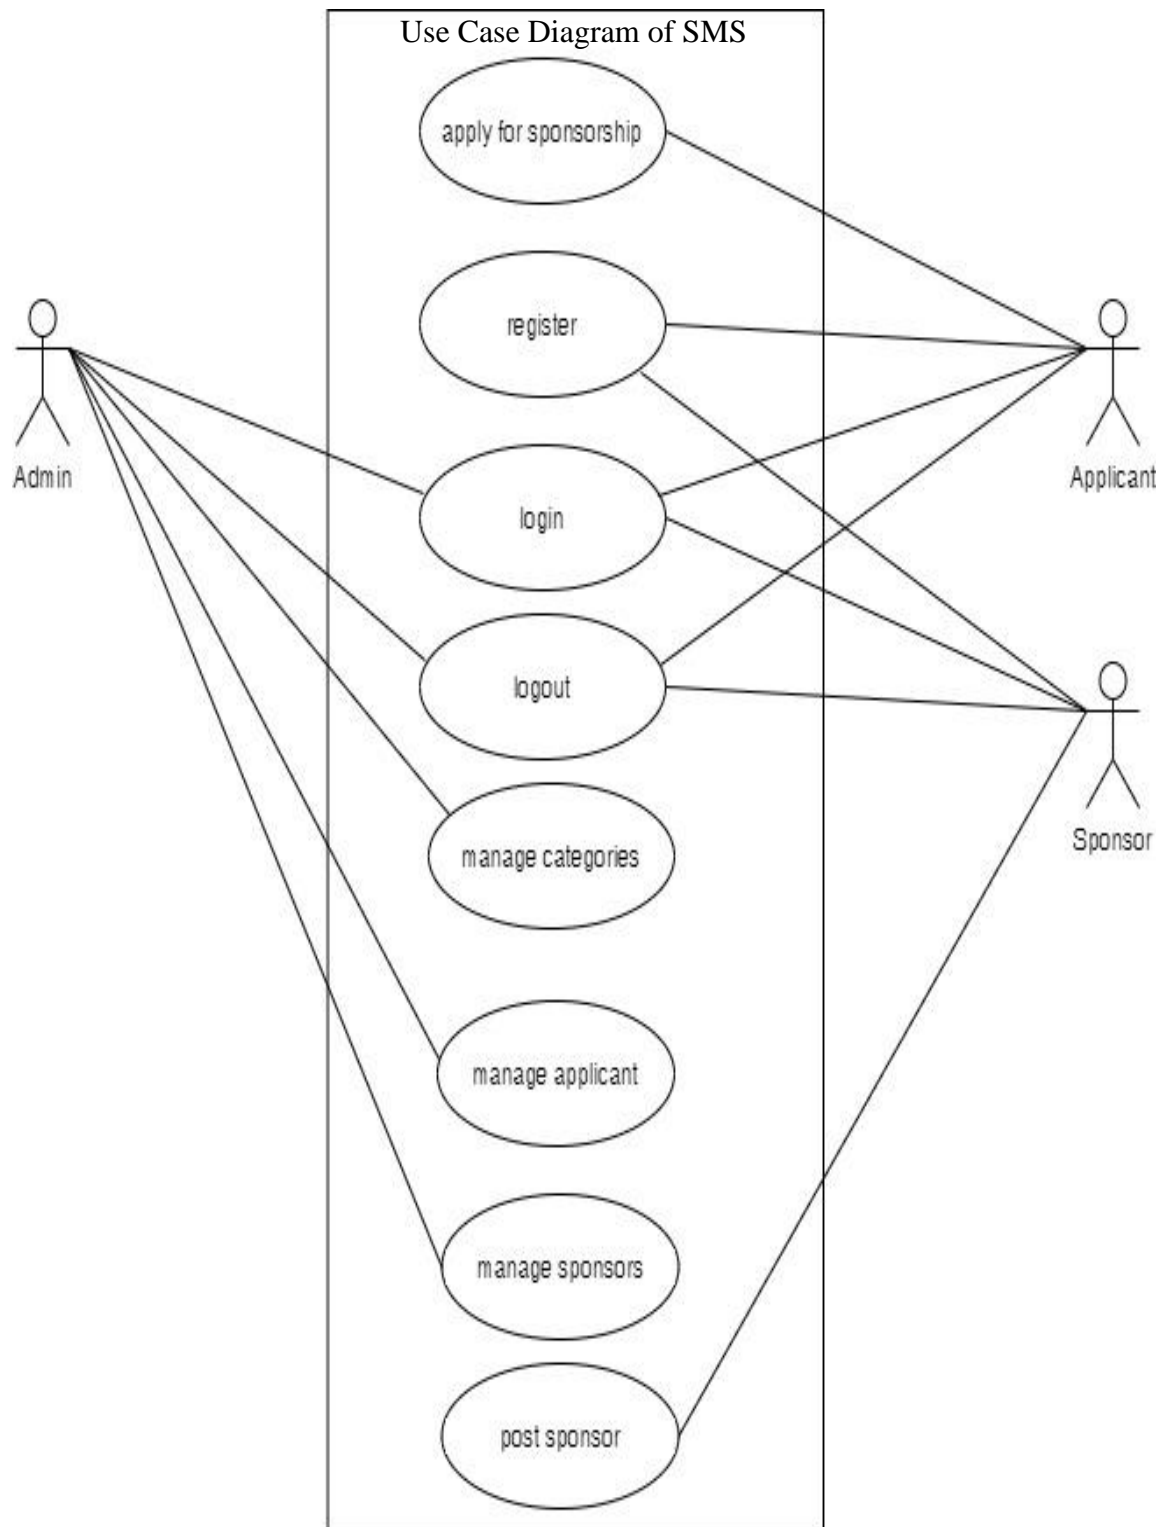 Use Case Diagram of SMS
apply for sponsorship
register
Admin
login
Applicant
logout
manage categories
Sponsor
manage applicant
manage sponsors
post sponsor